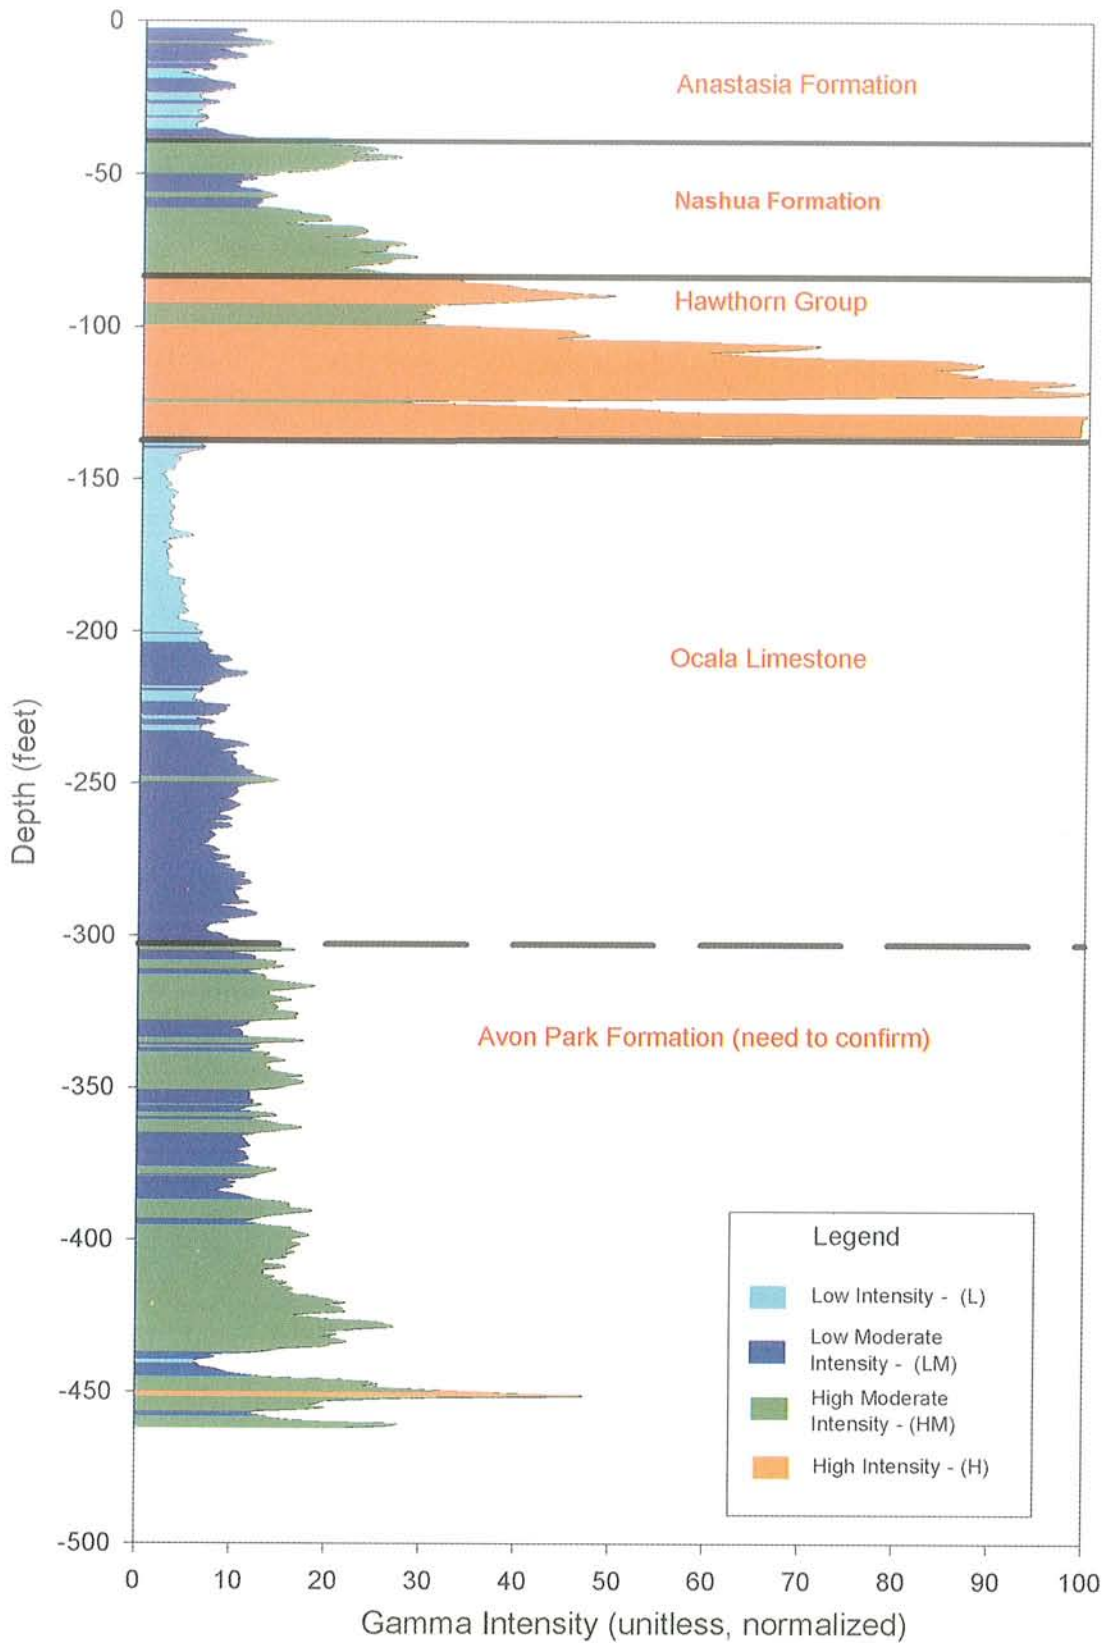 0
Anastasia Formation
-50
Nashua Formation
Hawthorn Group
-100
-150
-200
Ocala Limestone
-250
-300
Avon Park Formation (need to confirm)
-350
-400
-450
-500
Depth (feet)
Legend
Low Intensity - (L)
Low Moderate
Intensity - (LM)
High Moderate
Intensity - (HM)
High Intensity - (H)
0 10 20 30 40 50 60 70 80 90 100
Gamma Intensity (unitless, normalized)